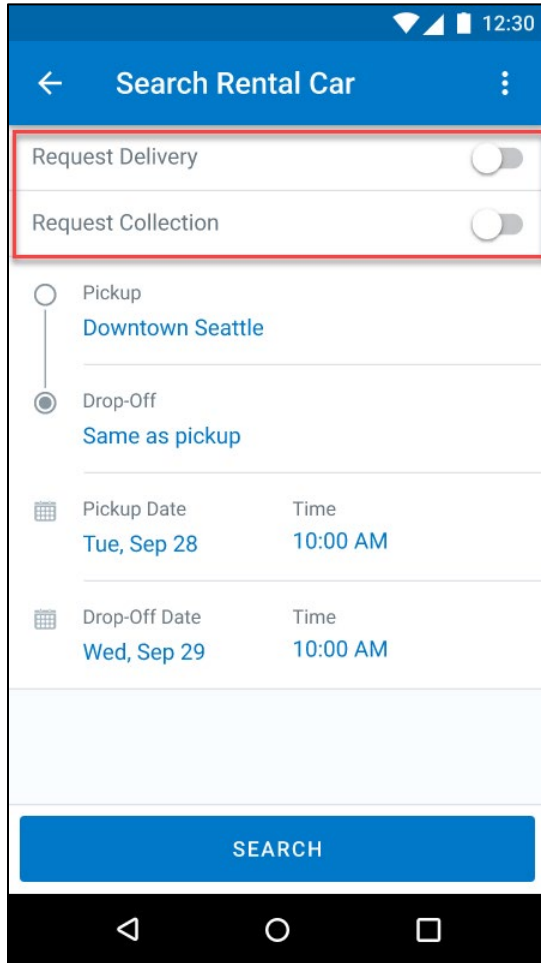 12:30
Search Rental Car
Request Delivery
Request Collection
Pickup
Downtown Seattle
Drop-Off
Same as pickup
Pickup Date Time
Tue, Sep 28 10:00 AM
Drop-Off Date Time
Wed, Sep 29 10:00 AM
SEARCH